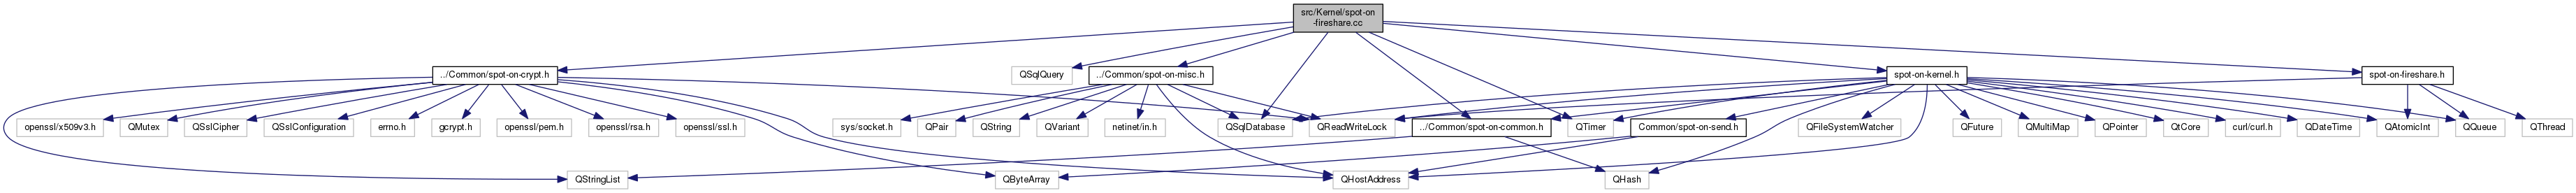 src/Kernel/spot-on
-fireshare.cc
../Common/spot-on-crypt.h
QSqlQuery
../Common/spot-on-misc.h
spot-on-kernel.h
spot-on-fireshare.h
openssl/x509v3.h
QMutex
QSslCipher
QSslConfiguration
errno.h
gcrypt.h
openssl/pem.h
openssl/rsa.h
openssl/ssl.h
sys/socket.h
QPair
QString
QVariant
netinet/in.h
QSqlDatabase
QReadWriteLock
../Common/spot-on-common.h
QTimer
Common/spot-on-send.h
QFileSystemWatcher
QFuture
QMultiMap
QPointer
QtCore
curl/curl.h
QDateTime
QAtomicInt
QQueue
QThread
QStringList
QByteArray
QHostAddress
QHash